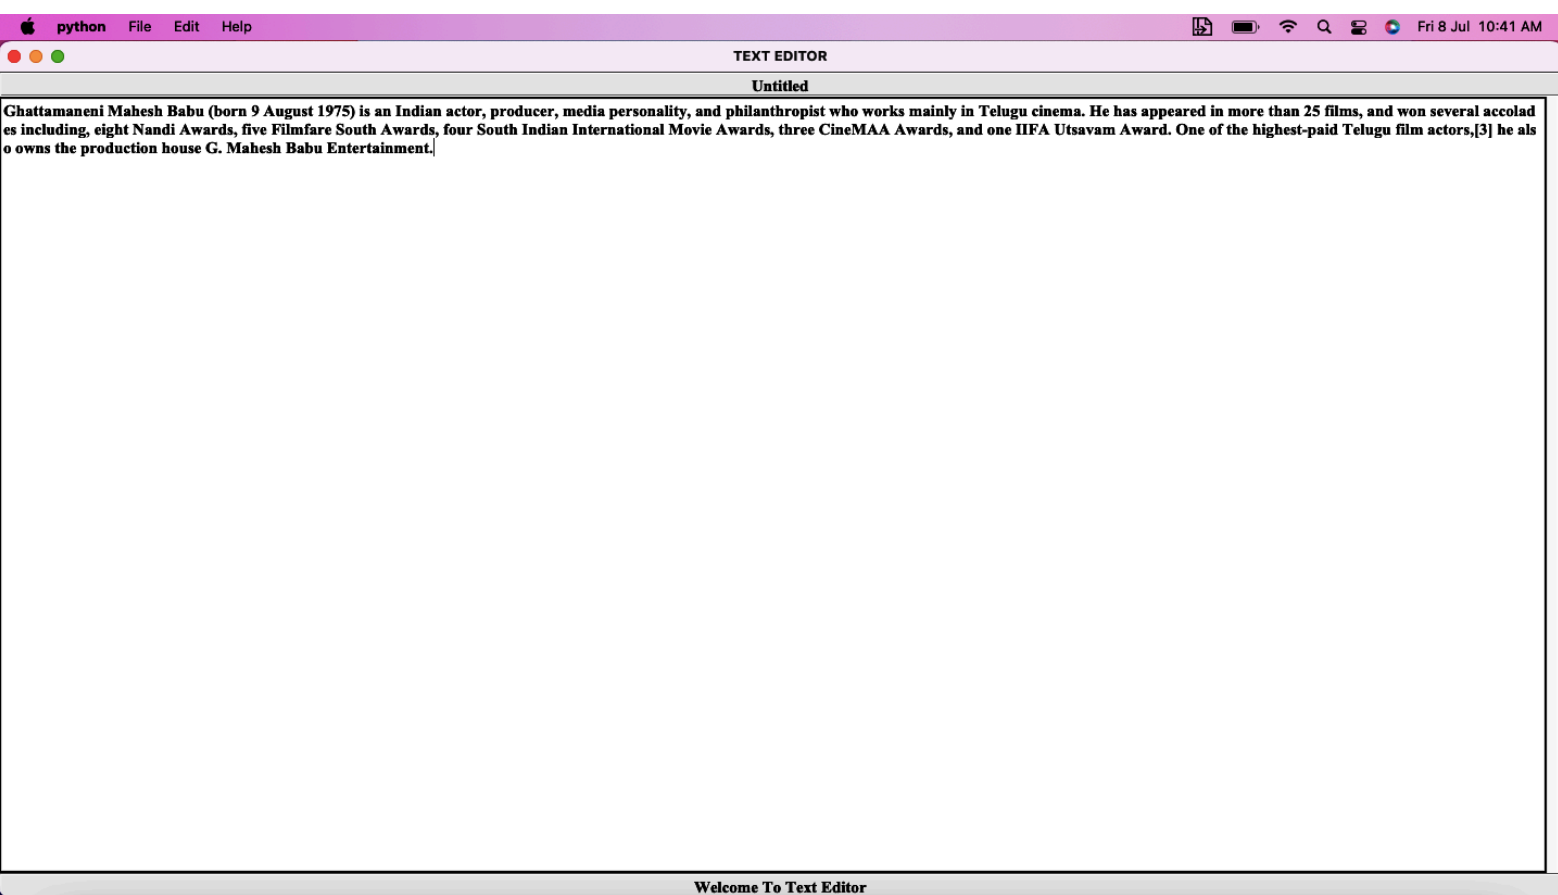 python File Edit Help Fri 8 Jul 10:41 AM
TEXT EDITOR
Untitled
Ghattamaneni Mahesh Babu (born 9 August 1975) is an Indian actor, producer, media personality, and philanthropist who works mainly in Telugu cinema. He has appeared in more than 25 films, and won several accolad
es including, eight Nandi Awards, five Filmfare South Awards, four South Indian International Movie Awards, three CineMAA Awards, and one IIFA Utsavam Award. One of the highest-paid Telugu film actors,[3] he als
o owns the production house G. Mahesh Babu Entertainment.
Welcome To Text Editor